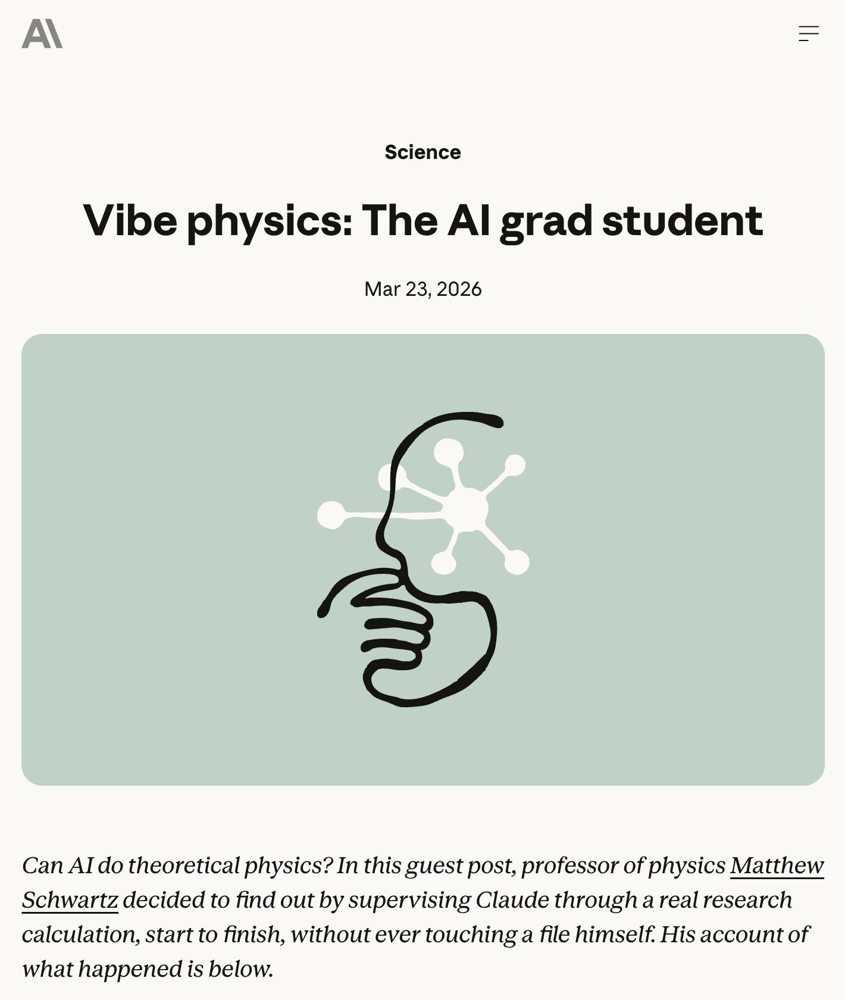 Science
Vibe physics: The AI grad student
Mar 23, 2026
Can AI do theoretical physics? In this guest post, professor of physics Matthew
Schwartz decided to find out by supervising Claude through a real research
calculation, start to finish, without ever touching a file himself. His account of
what happened is below.